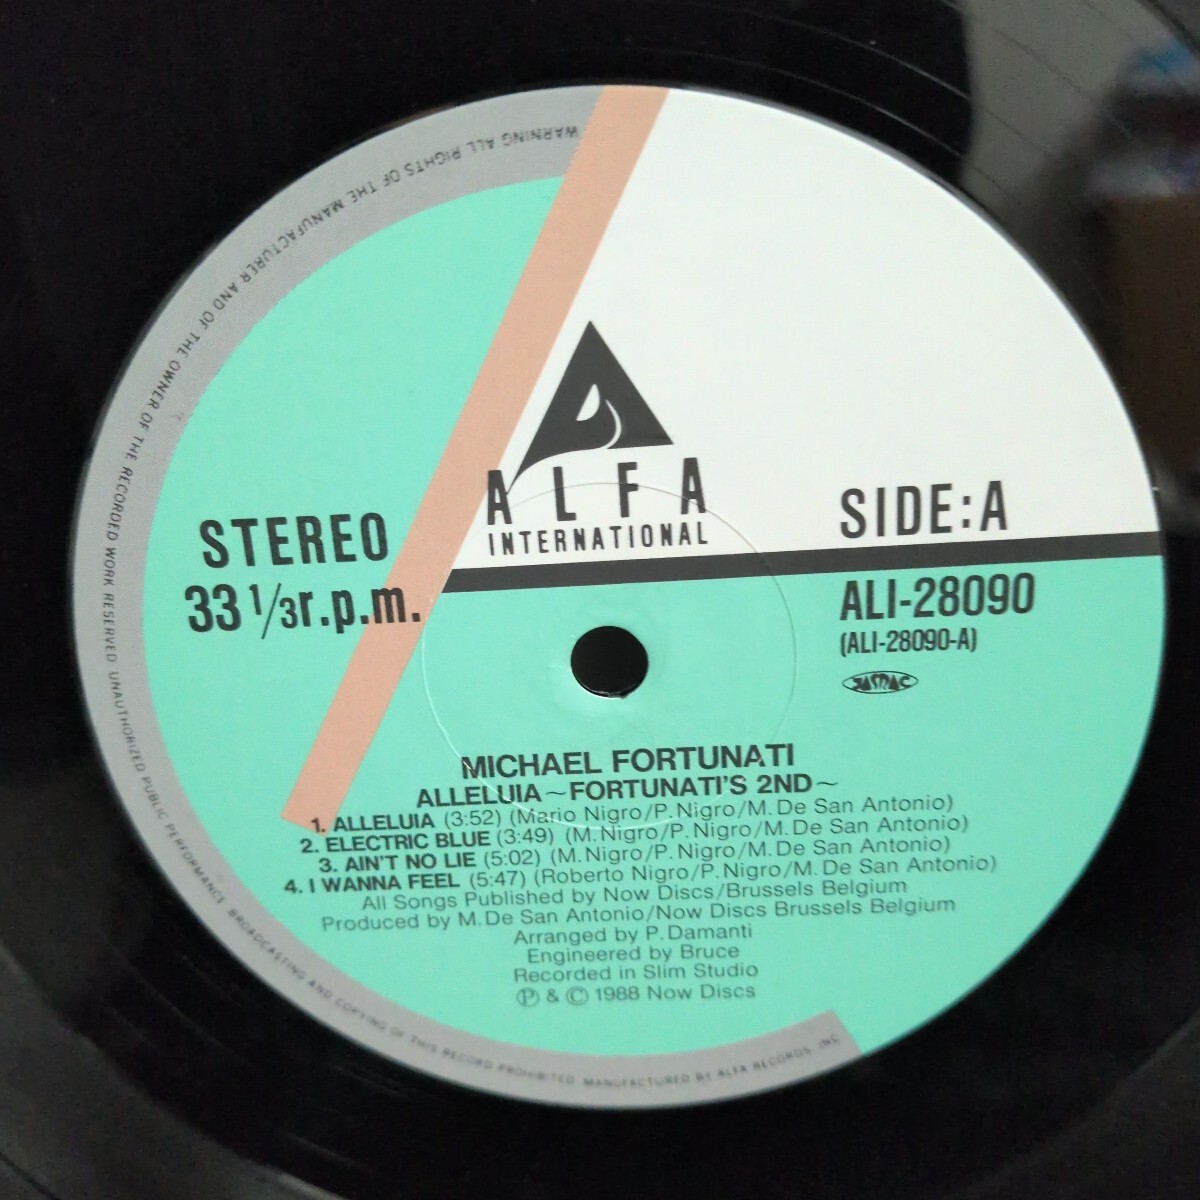 WARNING ALL RIGHTS OF THE MANUFACTURER AND OF THE OWNER OF THE RECORDED WORK RESERVED UNAUTHORIZED PUBLIC PERFORMANCE BROADCASTING AND COPYING OF THIS RECORD PROHIBITED. MANUFACTURED BY ALFA RECORDS, INC.
ALFA
INTERNATIONAL
STEREO
33 1/3r.p.m.
SIDE:A
ALI-28090
(ALI-28090-A)
JASRAC
MICHAEL FORTUNATI
ALLELUIA～FORTUNATI'S 2ND～
1. ALLELUIA (3:52) (Mario Nigro/P. Nigro/M. De San Antonio)
2. ELECTRIC BLUE (3:49) (M. Nigro/P. Nigro/M. De San Antonio)
3. AIN'T NO LIE (5:02) (M. Nigro/P. Nigro/M. De San Antonio)
4. I WANNA FEEL (5:47) (Roberto Nigro/P. Nigro/M. De San Antonio)
All Songs Published by Now Discs/Brussels Belgium
Produced by M. De San Antonio/Now Discs Brussels Belgium
Arranged by P. Damanti
Engineered by Bruce
Recorded in Slim Studio
℗ & © 1988 Now Discs